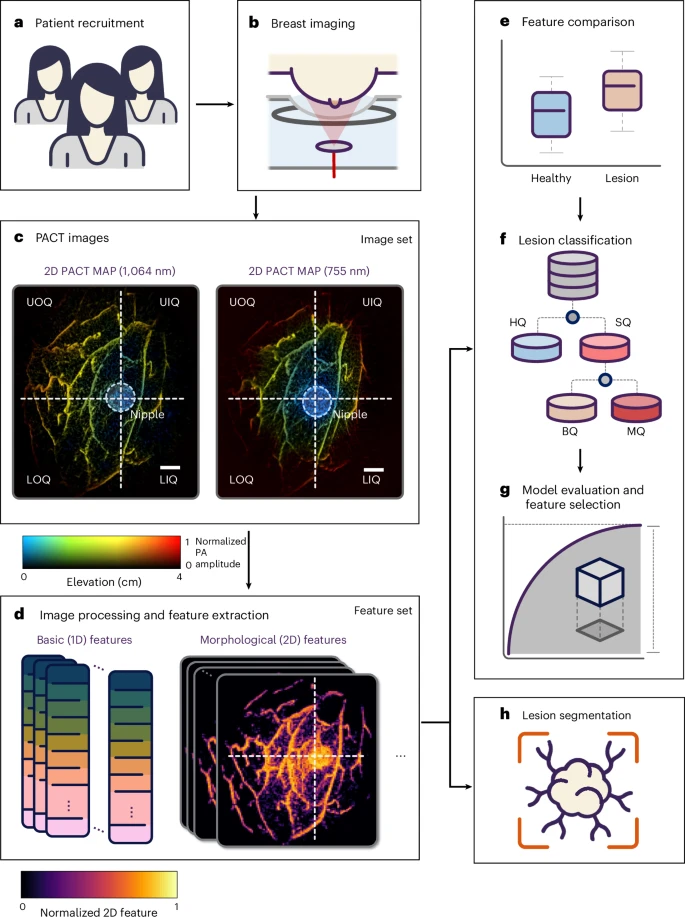 a Patient recruitment
b Breast imaging
c PACT images
Image set
2D PACT MAP (1,064 nm)
2D PACT MAP (755 nm)
UOQ
UIQ
Nipple
LOQ
LIQ
UOQ
UIQ
Nipple
LOQ
LIQ
0
4
Elevation (cm)
1 Normalized
PA
0 amplitude
d Image processing and feature extraction
Feature set
Basic (1D) features
Morphological (2D) features
...
...
...
...
...
0
1
Normalized 2D feature
e Feature comparison
Healthy
Lesion
f Lesion classification
HQ
SQ
BQ
MQ
g Model evaluation and
feature selection
h Lesion segmentation